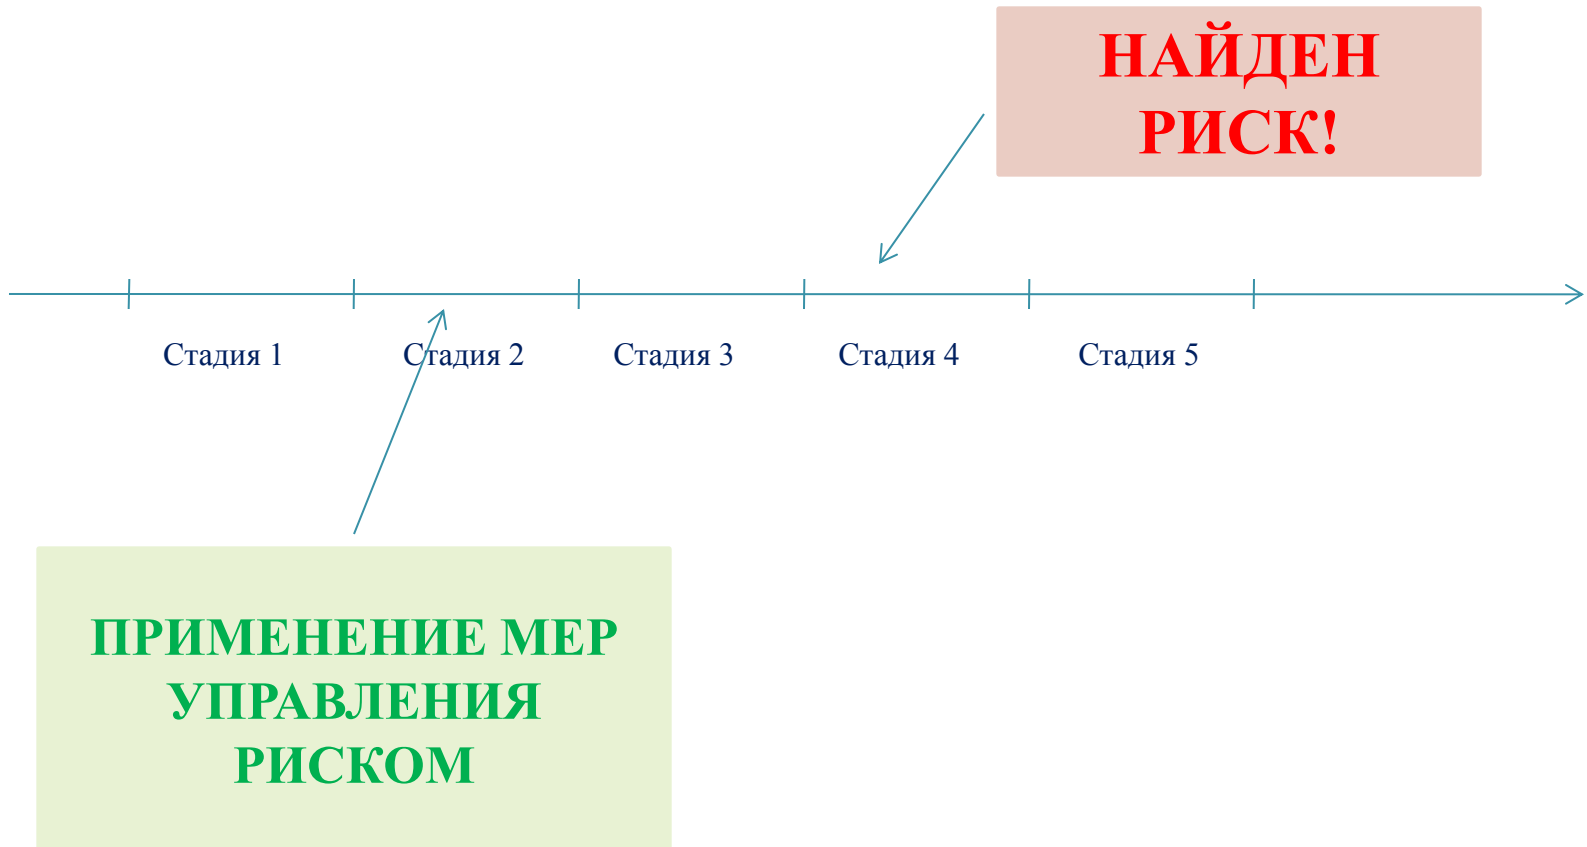 НАЙДЕН
РИСК!
Стадия 1
Стадия 2
Стадия 3
Стадия 4
Стадия 5
ПРИМЕНЕНИЕ МЕР
УПРАВЛЕНИЯ
РИСКОМ